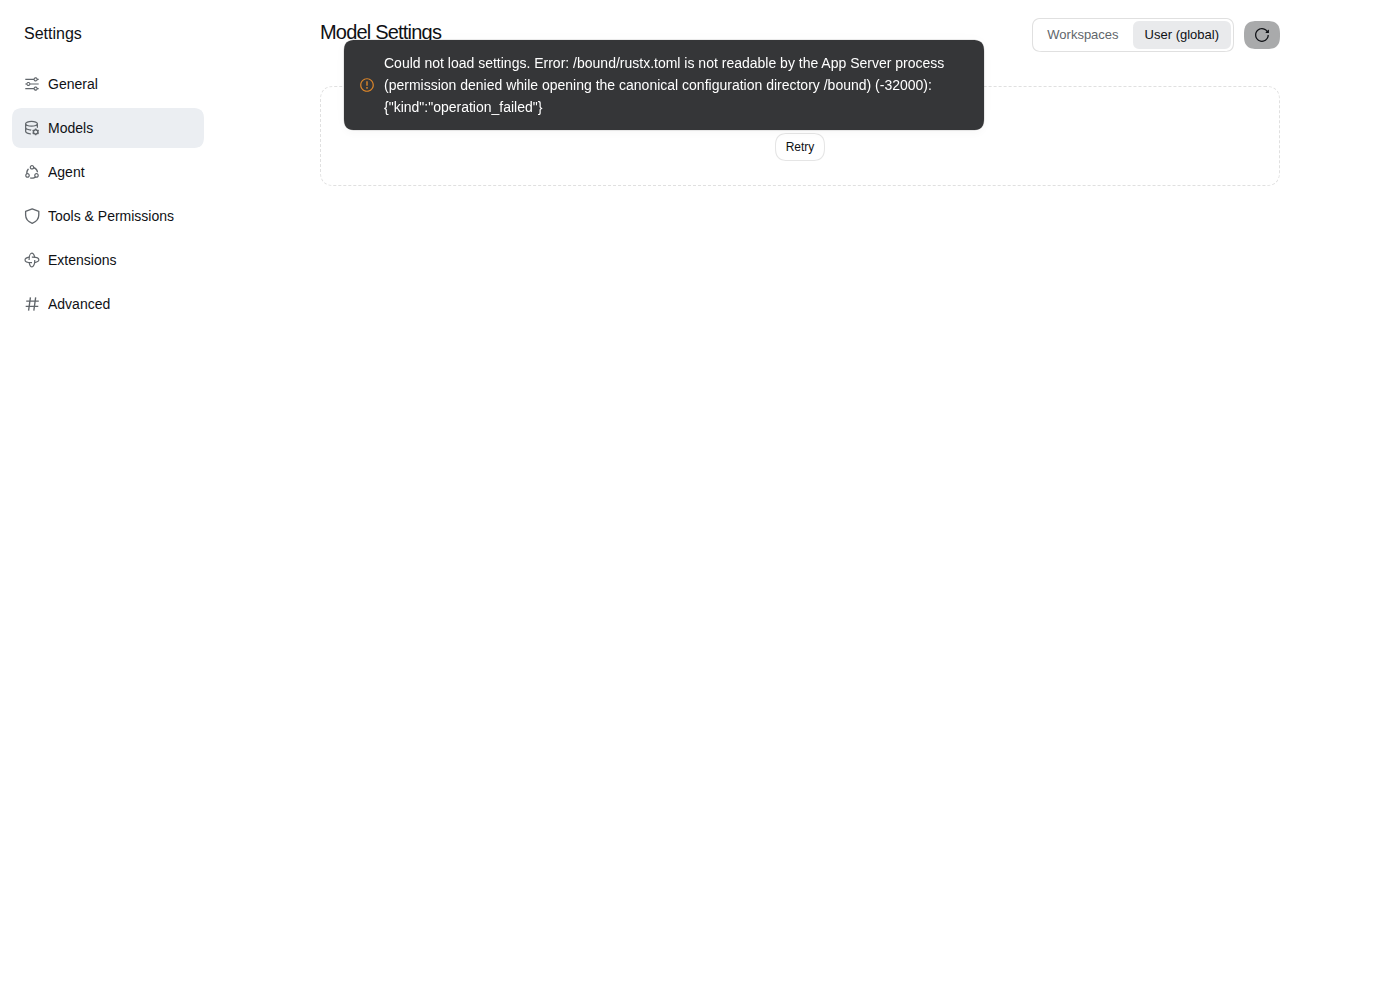 Settings
General
Models
Agent
Tools & Permissions
Extensions
Advanced
Model Settings
Workspaces
User (global)
Could not load settings. Error: /bound/rustx.toml is not readable by the App Server process
(permission denied while opening the canonical configuration directory /bound) (-32000):
{"kind":"operation_failed"}
Retry